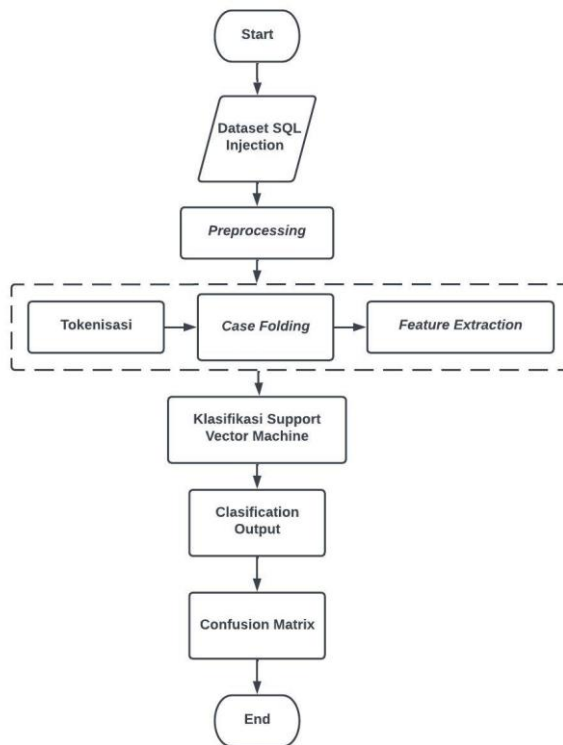 Start
Dataset SQL
Injection
Preprocessing
Tokenisasi
Case Folding
Feature Extraction
Klasifikasi Support
Vector Machine
Clasification
Output
Confusion Matrix
End